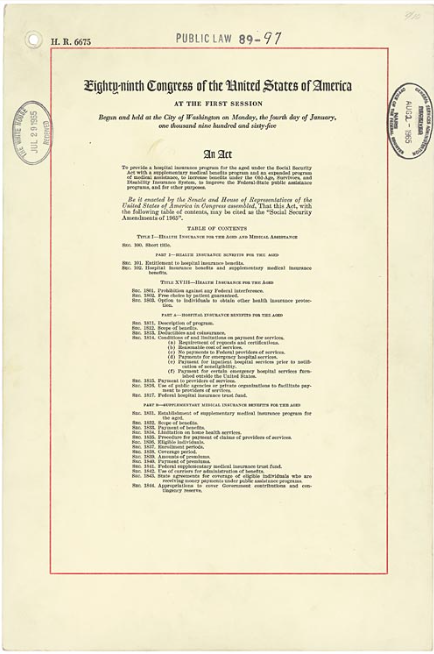 H. R. 6675
PUBLIC LAW 89-97
Eighty-ninth Congress of the United States of America
AT THE FIRST SESSION
Begun and held at the City of Washington on Monday, the fourth day of January,
one thousand nine hundred and sixty-five
An Act
To provide a hospital insurance program for the aged under the Social Security
Act with a supplementary medical benefits program and an expanded program
of medical assistance, to increase benefits under the Old-Age, Survivors, and
Disability Insurance System, to improve the Federal-State public assistance
programs, and for other purposes.
Be it enacted by the Senate and House of Representatives of the
United States of America in Congress assembled, That this Act, with
the following table of contents, may be cited as the "Social Security
Amendments of 1965".
TABLE OF CONTENTS
TITLE I—HEALTH INSURANCE FOR THE AGED AND MEDICAL ASSISTANCE
SEC. 100. Short title.
PART 1—HEALTH INSURANCE BENEFITS FOR THE AGED
SEC. 101. Entitlement to hospital insurance benefits.
SEC. 102. Hospital insurance benefits and supplementary medical insurance
benefits.
TITLE XVIII—HEALTH INSURANCE FOR THE AGED
SEC. 1801. Prohibition against any Federal interference.
SEC. 1802. Free choice by patient guaranteed.
SEC. 1803. Option to individuals to obtain other health insurance protec-
tion.
PART A—HOSPITAL INSURANCE BENEFITS FOR THE AGED
SEC. 1811. Description of program.
SEC. 1812. Scope of benefits.
SEC. 1813. Deductibles and coinsurance.
SEC. 1814. Conditions of and limitations on payment for services.
(a) Requirement of requests and certifications.
(b) Reasonable cost of services.
(c) No payments to Federal providers of services.
(d) Payments for emergency hospital services.
(e) Payment for inpatient hospital services prior to notifi-
cation of noneligibility.
(f) Payment for certain emergency hospital services furn-
ished outside the United States.
SEC. 1815. Payment to providers of services.
SEC. 1816. Use of public agencies or private organizations to facilitate pay-
ment to providers of services.
SEC. 1817. Federal hospital insurance trust fund.
PART B—SUPPLEMENTARY MEDICAL INSURANCE BENEFITS FOR THE AGED
SEC. 1831. Establishment of supplementary medical insurance program for
the aged.
SEC. 1832. Scope of benefits.
SEC. 1833. Payment of benefits.
SEC. 1834. Limitation on home health services.
SEC. 1835. Procedure for payment of claims of providers of services.
SEC. 1836. Eligible individuals.
SEC. 1837. Enrollment periods.
SEC. 1838. Coverage period.
SEC. 1839. Amounts of premiums.
SEC. 1840. Payment of premiums.
SEC. 1841. Federal supplementary medical insurance trust fund.
SEC. 1842. Use of carriers for administration of benefits.
SEC. 1843. State agreements for coverage of eligible individuals who are
receiving money payments under public assistance programs.
SEC. 1844. Appropriations to cover Government contributions and con-
tingency reserve.
THE WHITE HOUSE
JUL 29 1965
RECEIVED
AUG 2 - 1965